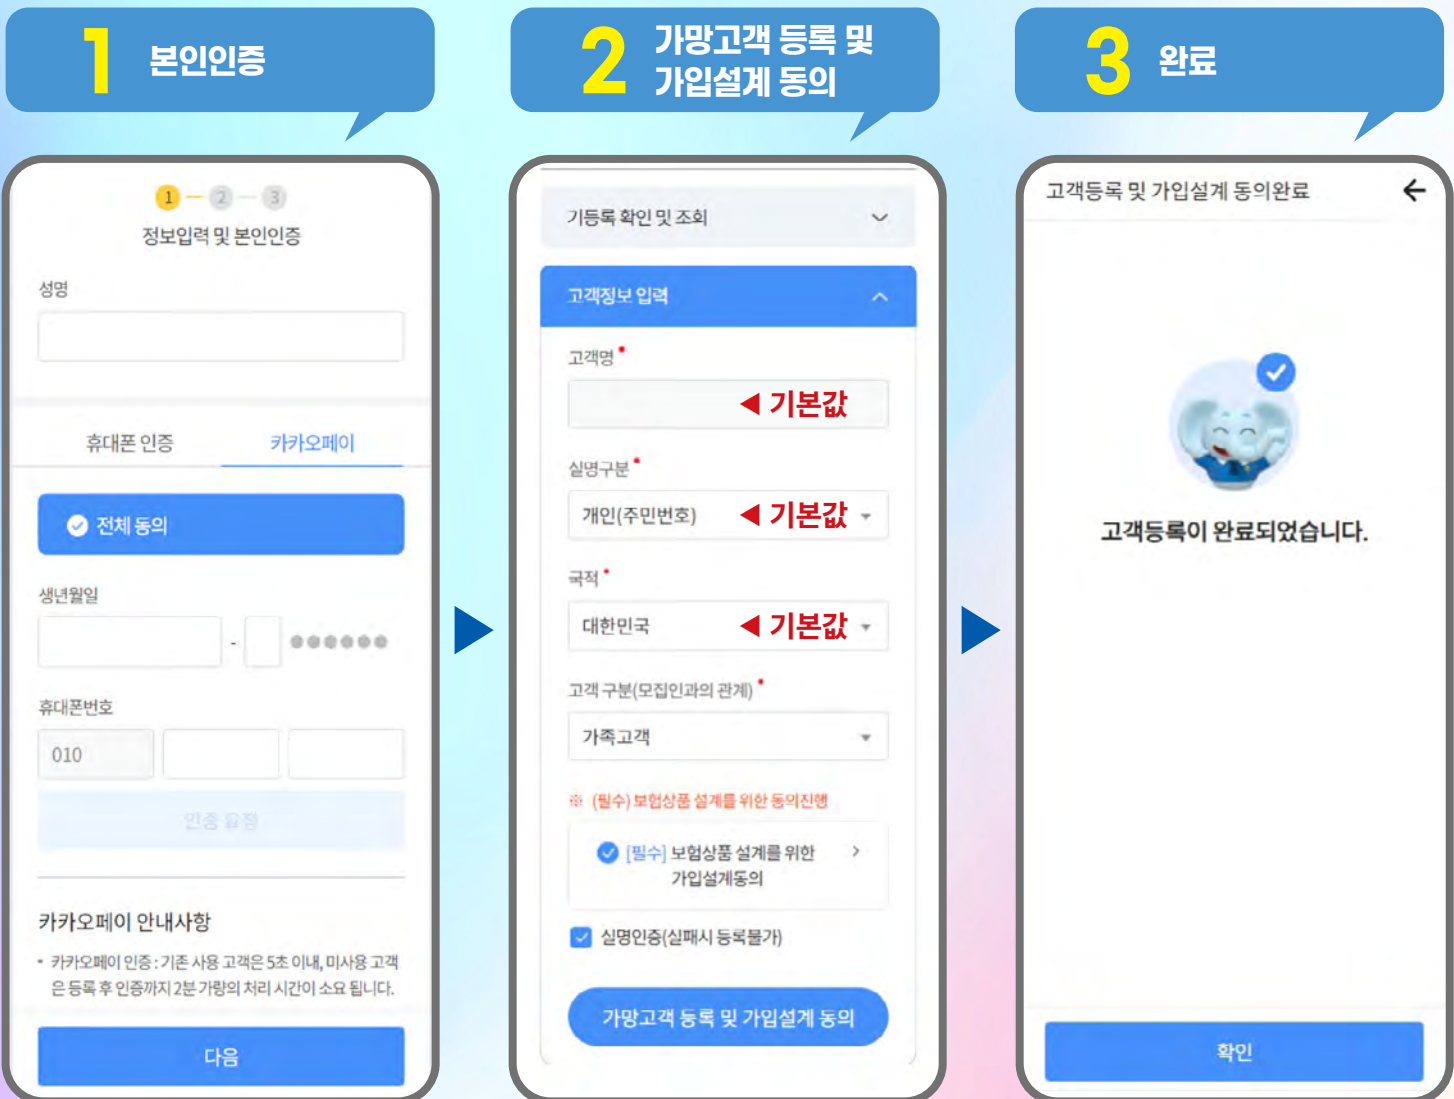 1 본인인증
2 가망고객 등록 및
가입설계 동의
3 완료
1 2 3
정보입력 및 본인인증
성명
휴대폰 인증 카카오페이
전체 동의
생년월일
-
휴대폰번호
010
인증 요청
카카오페이 안내사항
• 카카오페이 인증 : 기존 사용 고객은 5초 이내, 미사용 고객
은 등록 후 인증까지 2분 가량의 처리 시간이 소요 됩니다.
다음
기등록 확인 및 조회
고객정보 입력
고객명 *
◀ 기본값
실명구분 *
개인(주민번호) ◀ 기본값
국적 *
대한민국 ◀ 기본값
고객 구분(모집인과의 관계) *
가족고객
※ (필수) 보험상품 설계를 위한 동의진행
[필수] 보험상품 설계를 위한
가입설계동의
실명인증(실패시 등록불가)
가망고객 등록 및 가입설계 동의
고객등록 및 가입설계 동의완료
고객등록이 완료되었습니다.
확인